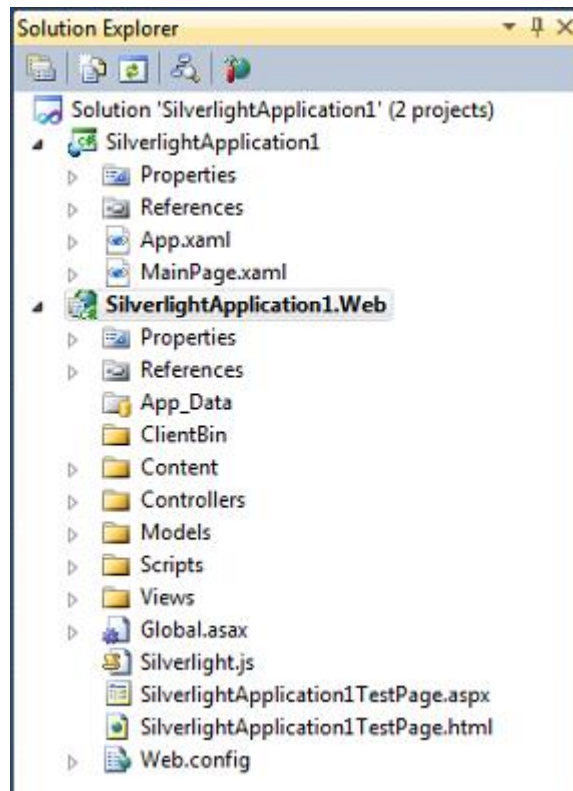 Solution Explorer
Solution 'SilverlightApplication1' (2 projects)
SilverlightApplication1
Properties
References
App.xaml
MainPage.xaml
SilverlightApplication1.Web
Properties
References
App_Data
ClientBin
Content
Controllers
Models
Scripts
Views
Global.asax
Silverlight.js
SilverlightApplication1TestPage.aspx
SilverlightApplication1TestPage.html
Web.config